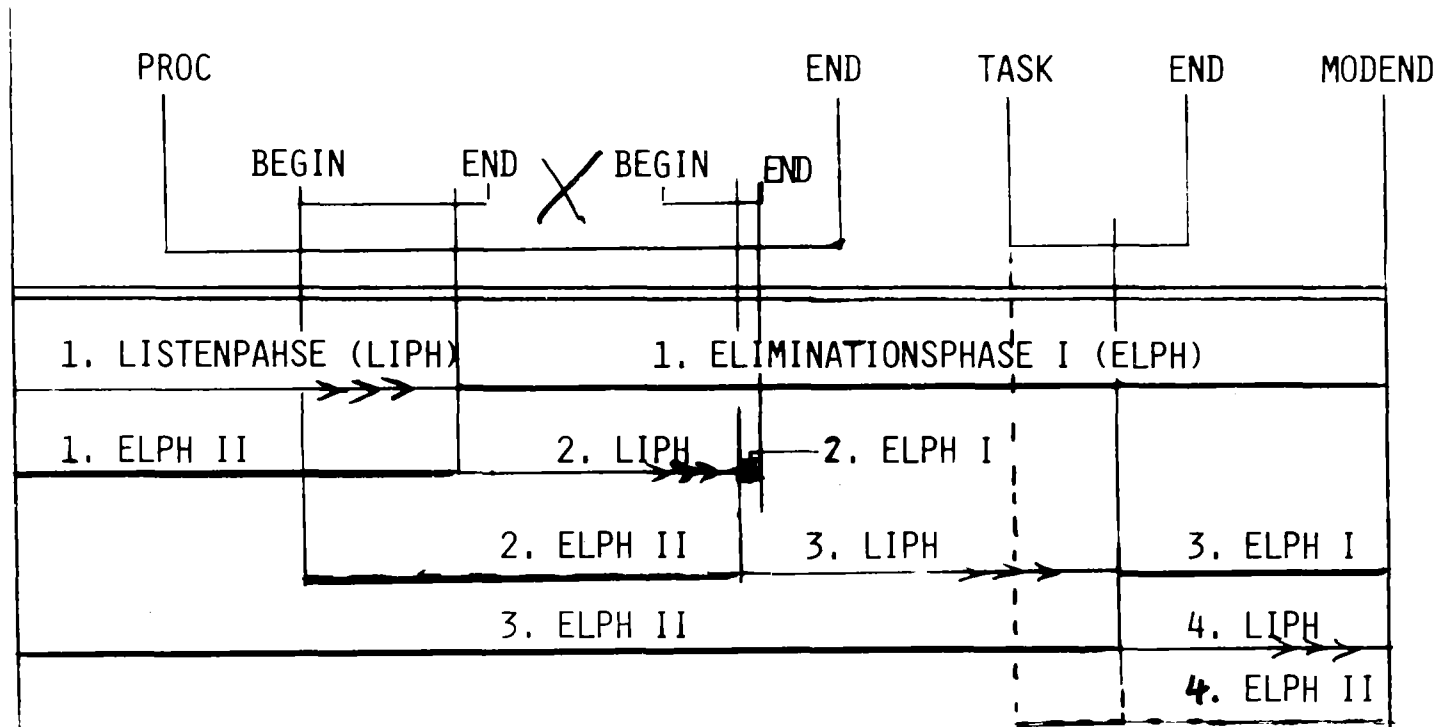 PROC END TASK END MODEND
BEGIN END BEGIN END
1. LISTENPAHSE (LIPH) 1. ELIMINATIONSPHASE I (ELPH)
1. ELPH II 2. LIPH 2. ELPH I
2. ELPH II 3. LIPH 3. ELPH I
3. ELPH II 4. LIPH
4. ELPH II